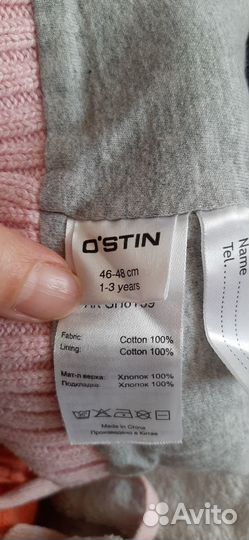 O'STIN
46-48 cm
1-3 years
Fabric: Cotton 100%
Lining: Cotton 100%
Мат-л верха: Хлопок 100%
Подкладка: Хлопок 100%
Made in China
Произведено в Китае
Name
Tel....
Avito